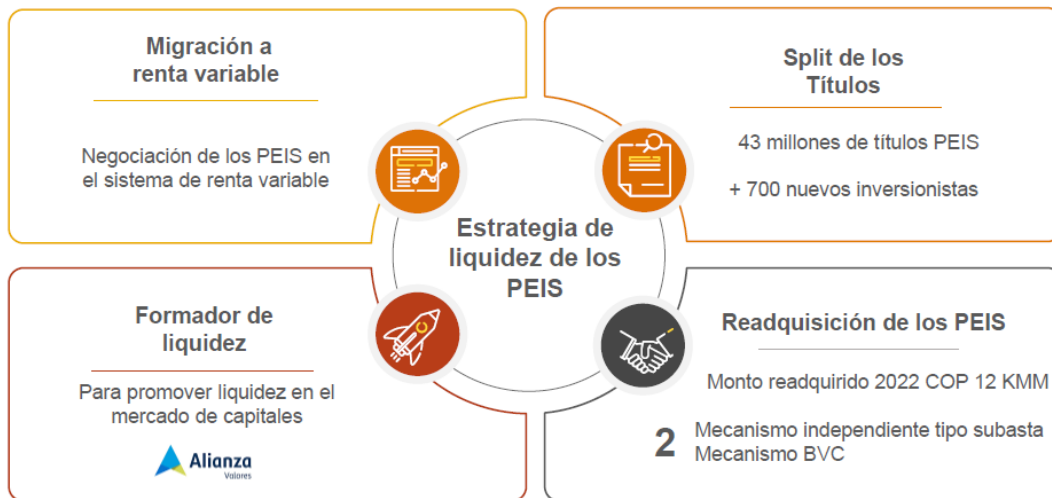 Migración a
renta variable
Negociación de los PEIS en
el sistema de renta variable
Split de los
Títulos
43 millones de títulos PEIS
+ 700 nuevos inversionistas
Estrategia de
liquidez de los
PEIS
Formador de
liquidez
Para promover liquidez en el
mercado de capitales
Alianza
Valores
Readquisición de los PEIS
Monto readquirido 2022 COP 12 KMM
2
Mecanismo independiente tipo subasta
Mecanismo BVC